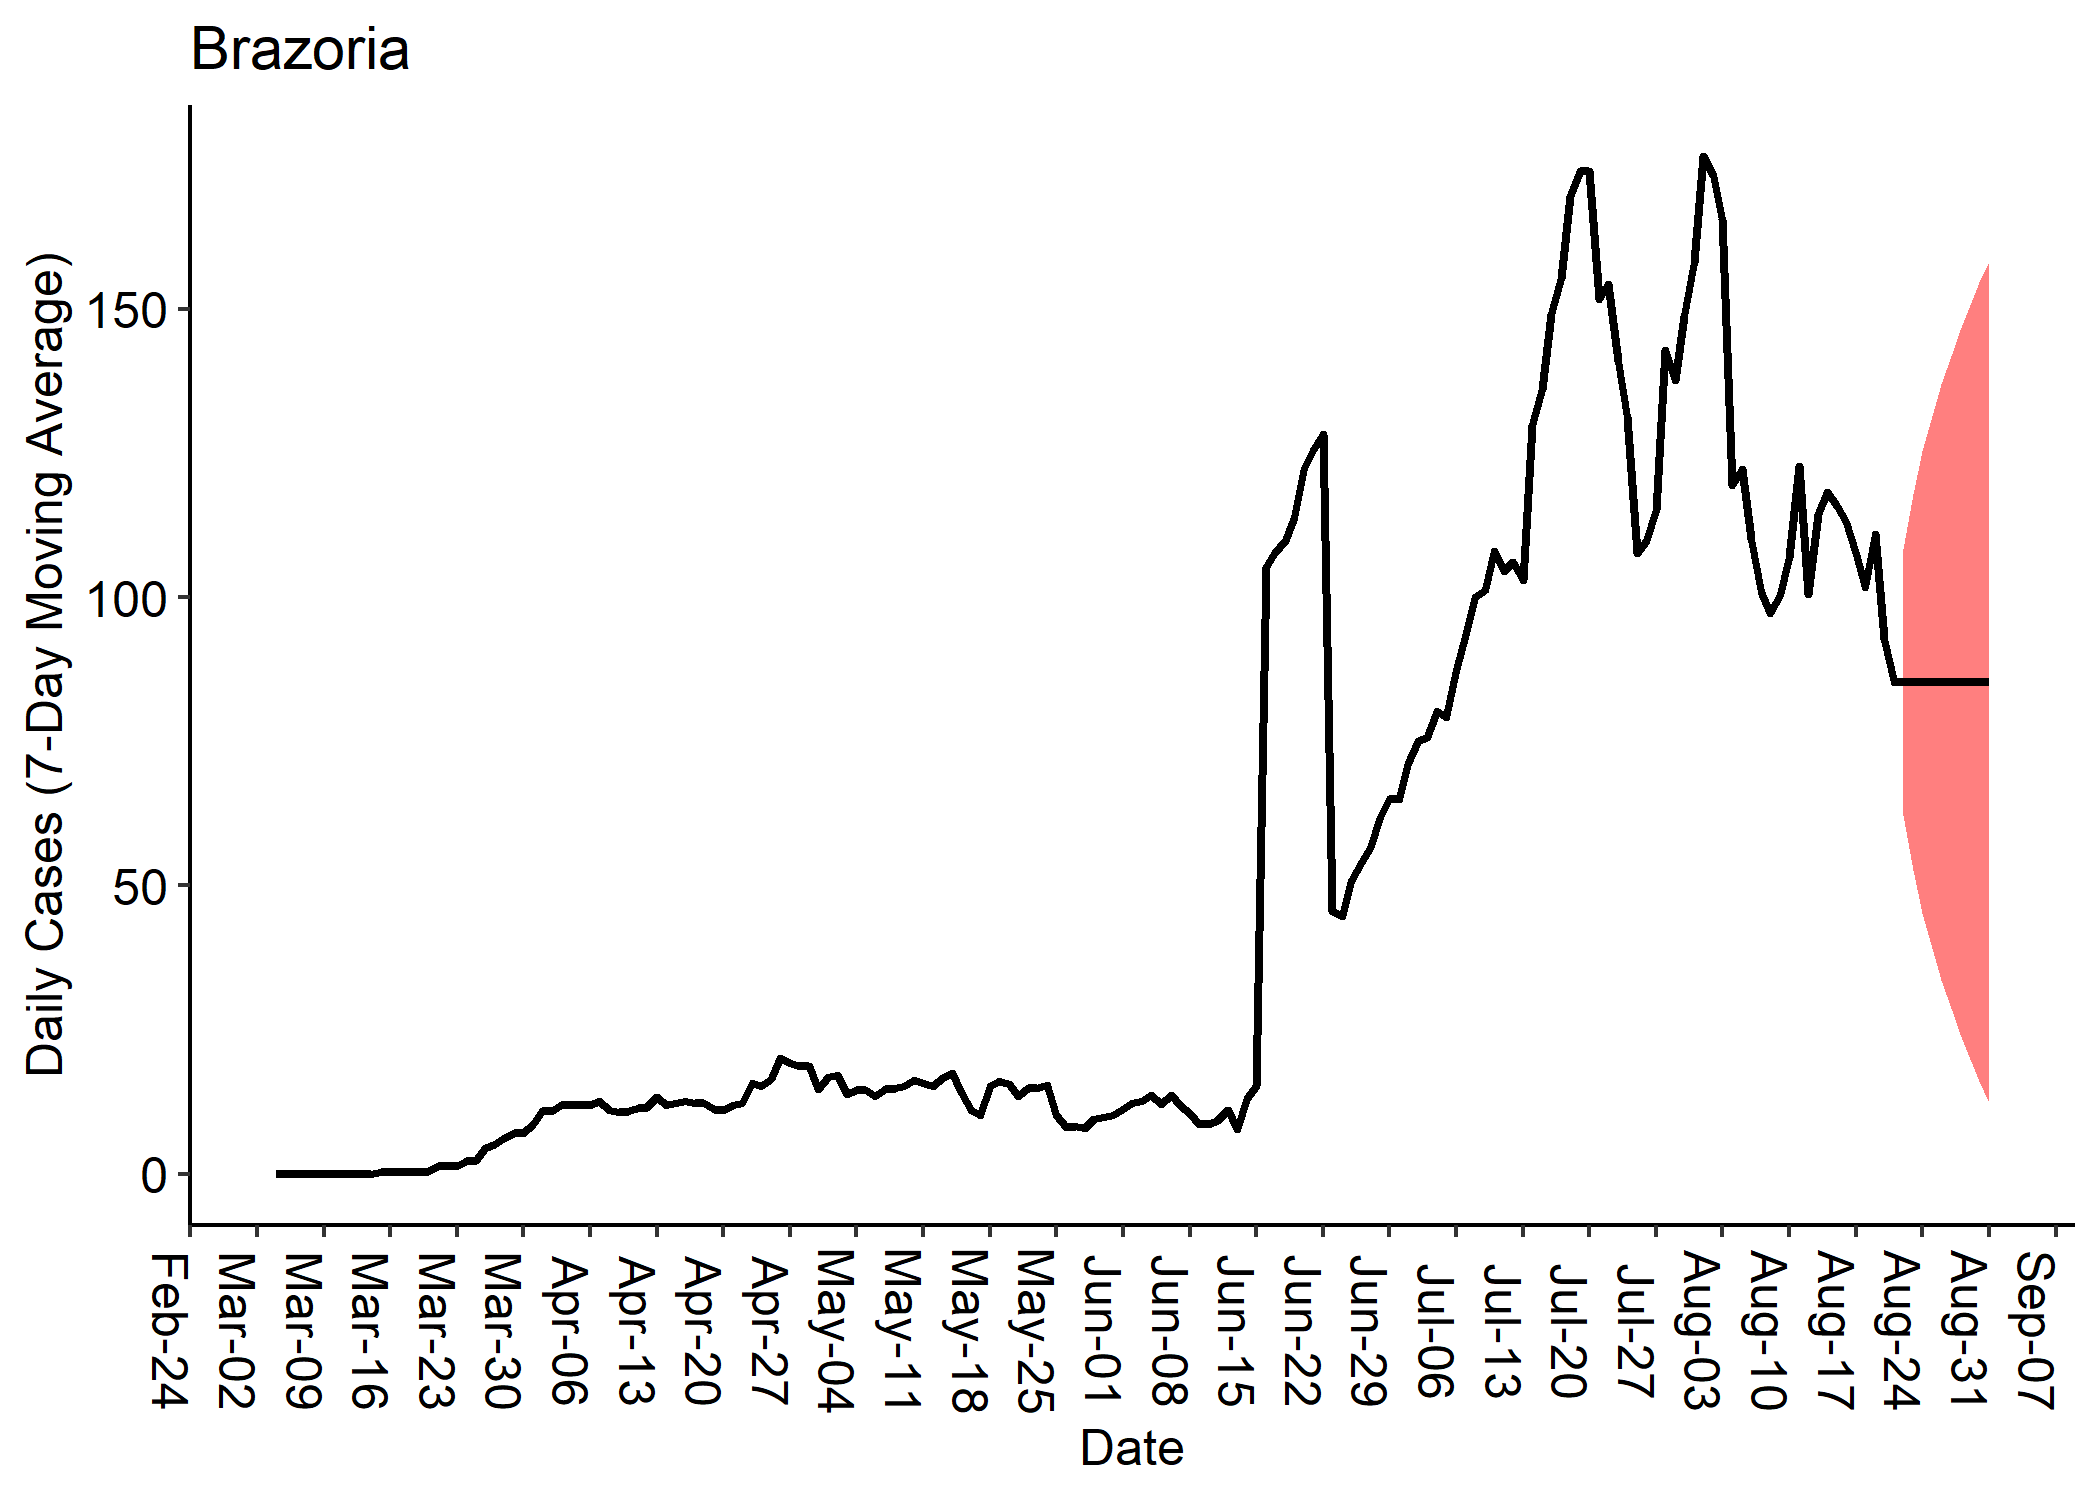 Brazoria
Daily Cases (7-Day Moving Average)
150
100
50
0
Feb-24
Mar-02
Mar-09
Mar-16
Mar-23
Mar-30
Apr-06
Apr-13
Apr-20
Apr-27
May-04
May-11
May-18
May-25
Jun-01
Jun-08
Jun-15
Jun-22
Jun-29
Jul-06
Jul-13
Jul-20
Jul-27
Aug-03
Aug-10
Aug-17
Aug-24
Aug-31
Sep-07
Date